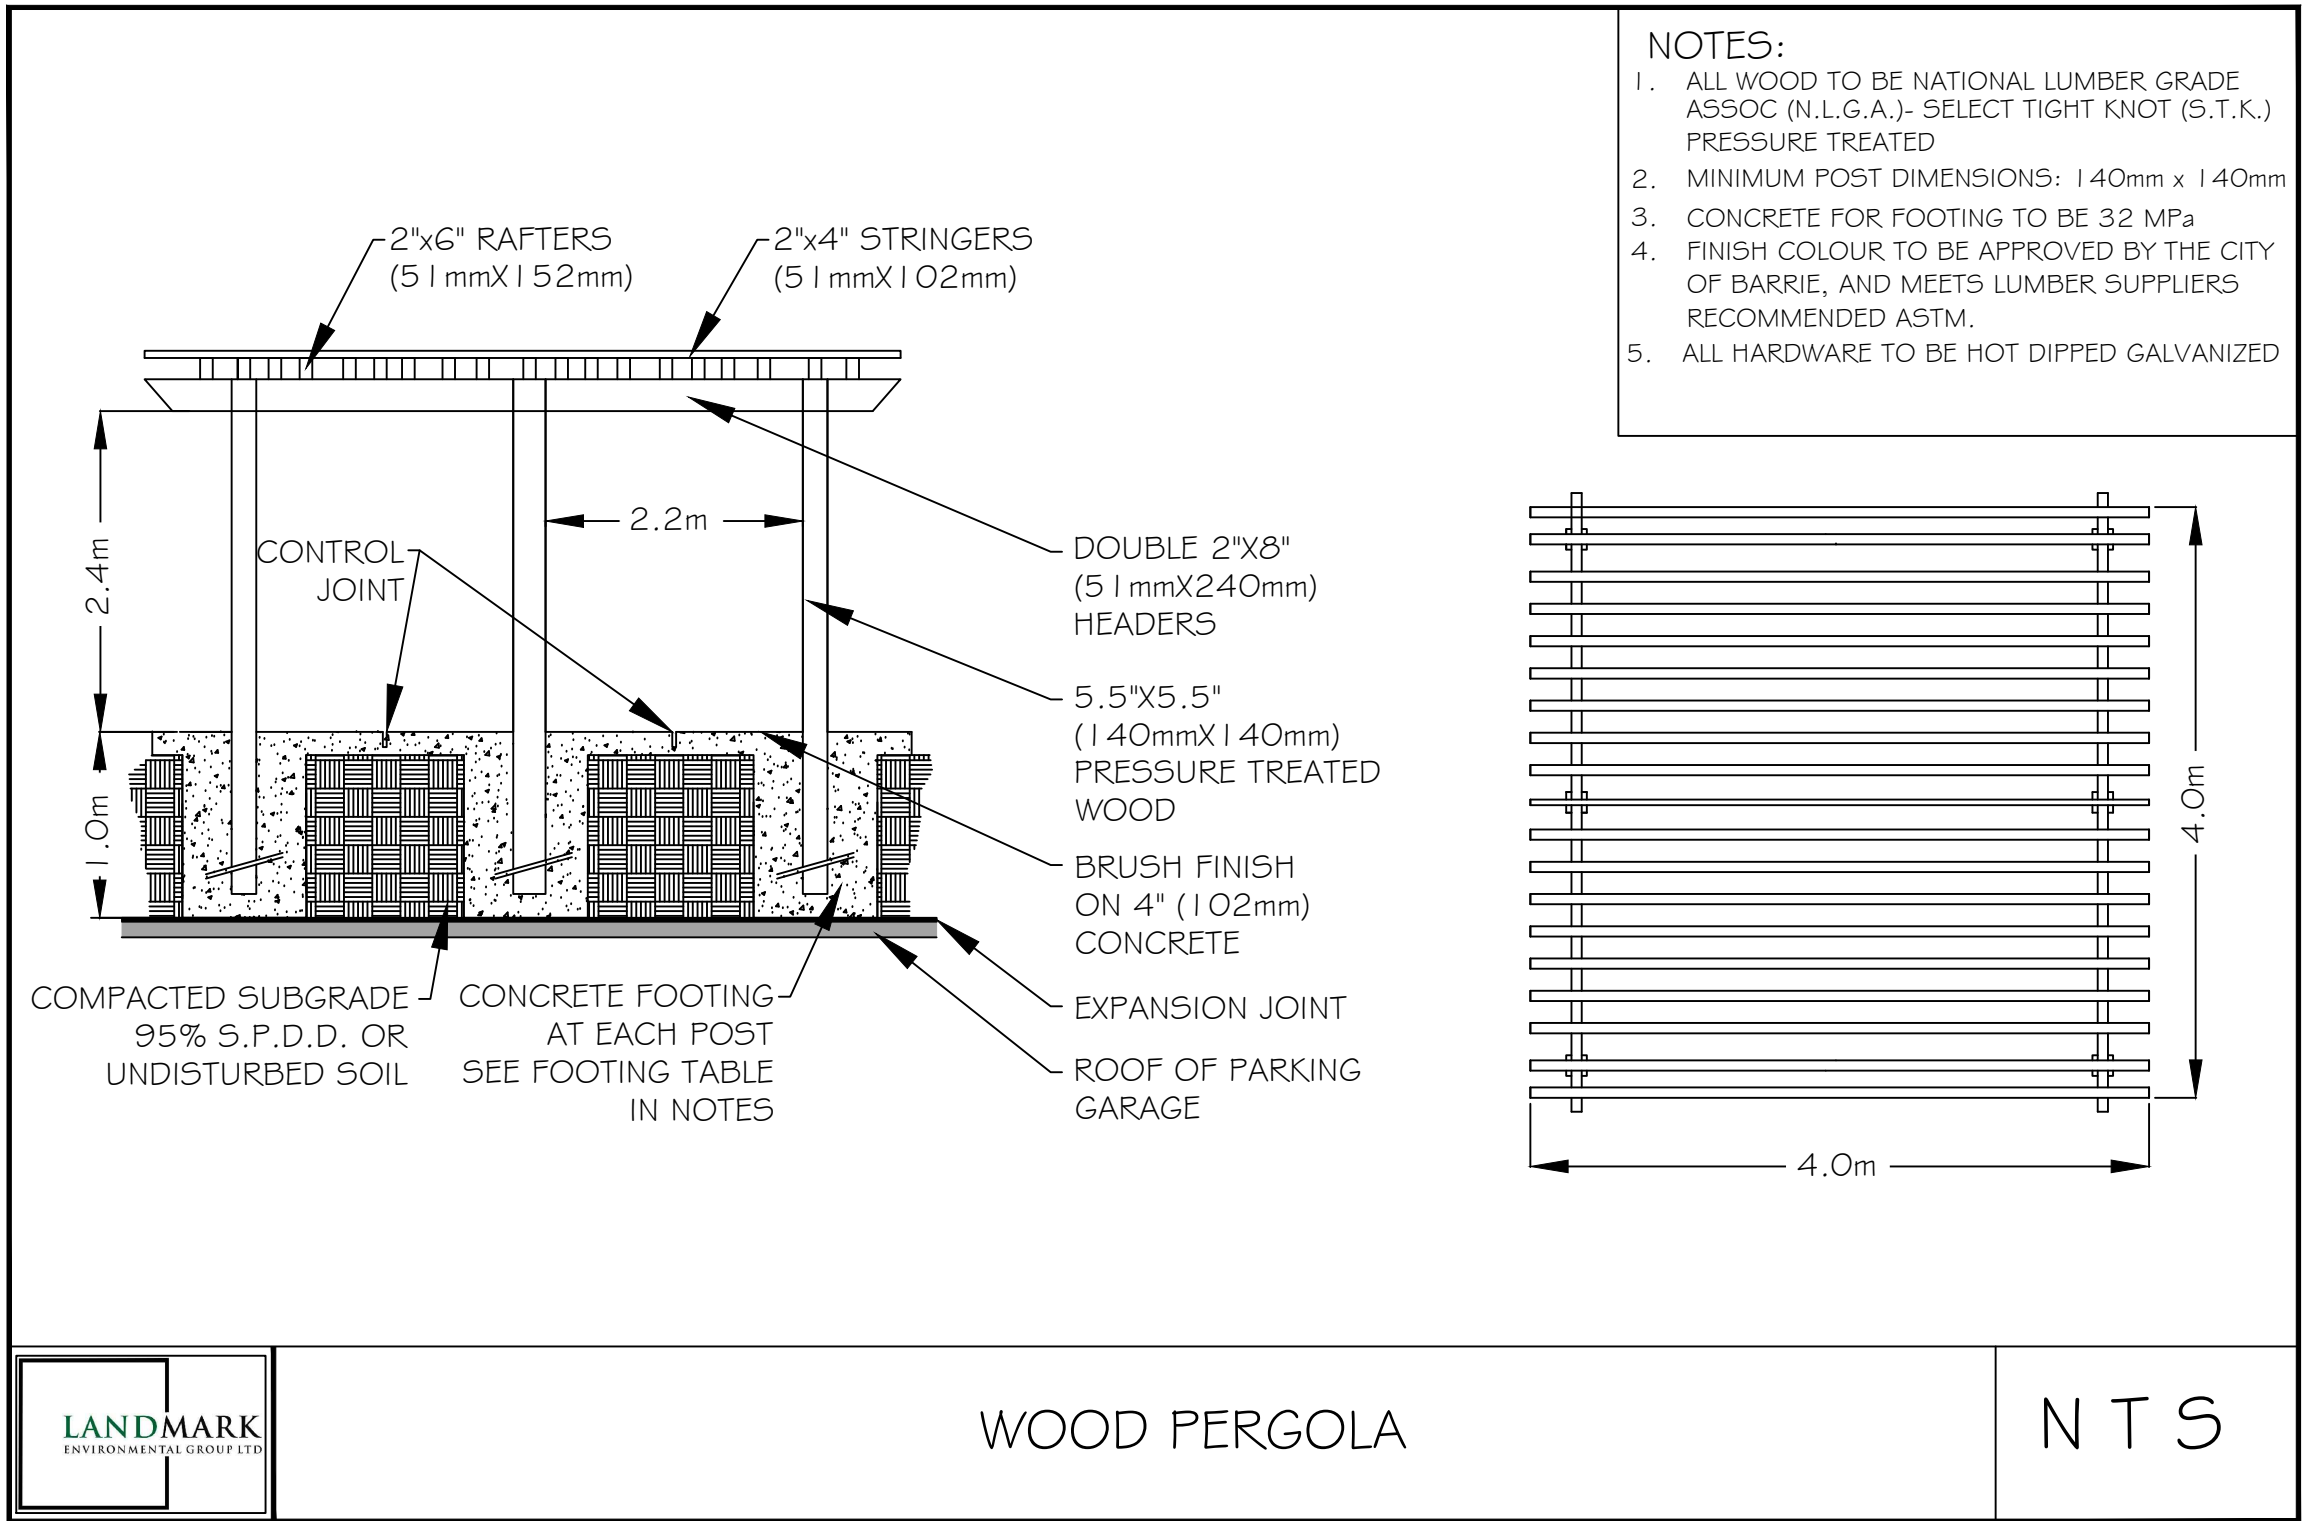 NOTES:
1. ALL WOOD TO BE NATIONAL LUMBER GRADE
ASSOC (N.L.G.A.)- SELECT TIGHT KNOT (S.T.K.)
PRESSURE TREATED
2. MINIMUM POST DIMENSIONS: 140mm x 140mm
3. CONCRETE FOR FOOTING TO BE 32 MPa
4. FINISH COLOUR TO BE APPROVED BY THE CITY
OF BARRIE, AND MEETS LUMBER SUPPLIERS
RECOMMENDED ASTM.
5. ALL HARDWARE TO BE HOT DIPPED GALVANIZED
2"x6" RAFTERS
(51mmX152mm)
2"x4" STRINGERS
(51mmX102mm)
2.4m
1.0m
2.2m
CONTROL
JOINT
DOUBLE 2"X8"
(51mmX240mm)
HEADERS
5.5"X5.5"
(140mmX140mm)
PRESSURE TREATED
WOOD
BRUSH FINISH
ON 4" (102mm)
CONCRETE
EXPANSION JOINT
ROOF OF PARKING
GARAGE
COMPACTED SUBGRADE
95% S.P.D.D. OR
UNDISTURBED SOIL
CONCRETE FOOTING
AT EACH POST
SEE FOOTING TABLE
IN NOTES
4.0m
4.0m
LANDMARK
ENVIRONMENTAL GROUP LTD
WOOD PERGOLA
NTS